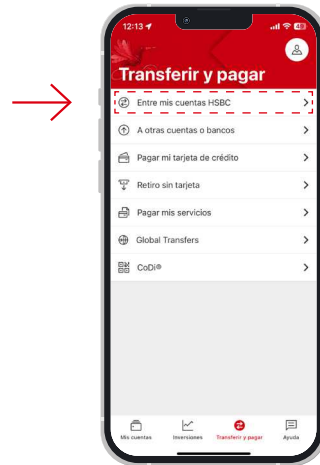 12:13
43
Transferir y pagar
Entre mis cuentas HSBC
A otras cuentas o bancos
Pagar mi tarjeta de crédito
Retiro sin tarjeta
Pagar mis servicios
Global Transfers
CoDi®
Mis cuentas Inversiones Transferir y pagar Ayuda